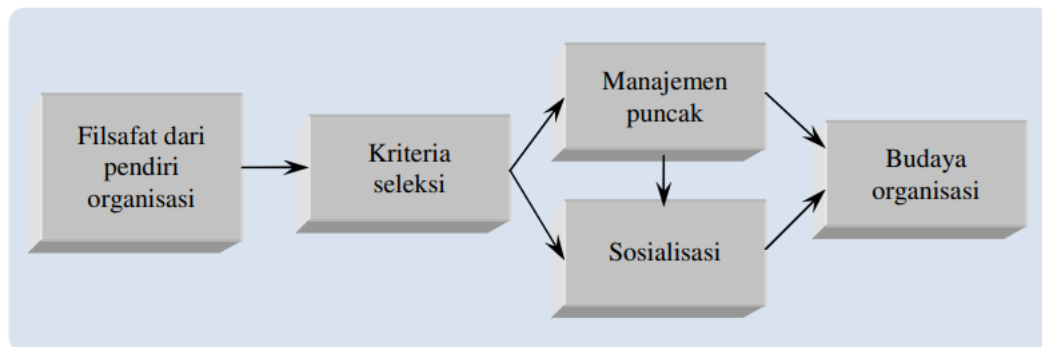 Filsafat dari
pendiri
organisasi
Kriteria
seleksi
Manajemen
puncak
Sosialisasi
Budaya
organisasi